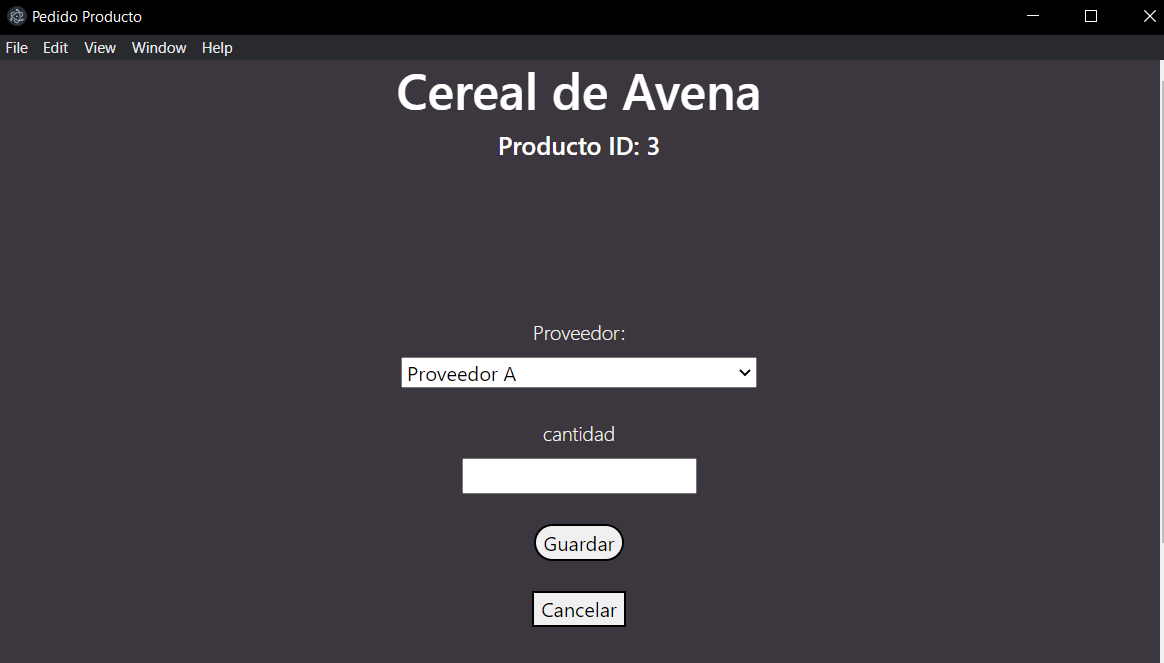 Pedido Producto
File Edit View Window Help
Cereal de Avena
Producto ID: 3
Proveedor:
Proveedor A
cantidad
Guardar
Cancelar